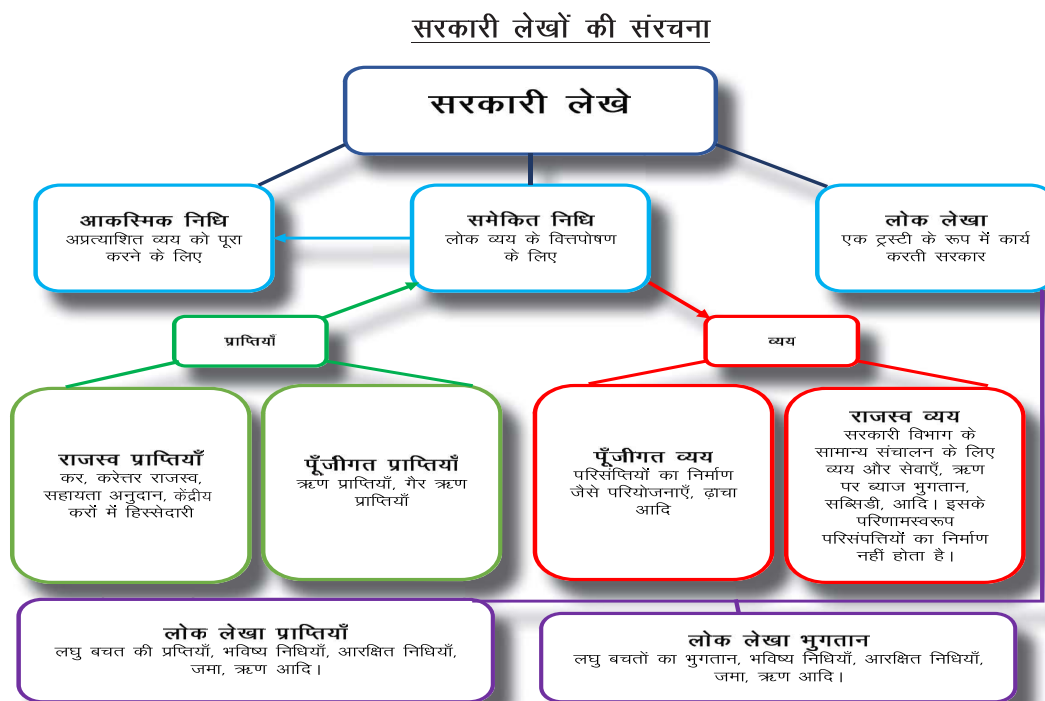 सरकारी लेखों की संरचना
सरकारी लेखे
आकस्मिक निधि
अप्रत्याशित व्यय को पूरा
करने के लिए
समेकित निधि
लोक व्यय के वित्तपोषण
के लिए
लोक लेखा
एक ट्रस्टी के रूप में कार्य
करती सरकार
प्राप्तियाँ
व्यय
राजस्व प्राप्तियाँ
कर, करेत्तर राजस्व,
सहायता अनुदान, केंद्रीय
करों में हिस्सेदारी
पूँजीगत प्राप्तियाँ
ऋण प्राप्तियाँ, गैर ऋण
प्राप्तियाँ
पूँजीगत व्यय
परिसंप्तियों का निर्माण
जैसे परियोजनाएँ, ढ़ाचा
आदि
राजस्व व्यय
सरकारी विभाग के
सामान्य संचालन के लिए
व्यय और सेवाएँ, ऋण
पर ब्याज भुगतान,
सब्सिडी, आदि। इसके
परिणामस्वरूप
परिसंपत्तियों का निर्माण
नहीं होता है।
लोक लेखा प्राप्तियाँ
लघु बचत की प्रप्तियाँ, भविष्य निधियाँ, आरक्षित निधियाँ,
जमा, ऋण आदि।
लोक लेखा भुगतान
लघु बचतों का भुगतान, भविष्य निधियाँ, आरक्षित निधियाँ,
जमा, ऋण आदि।